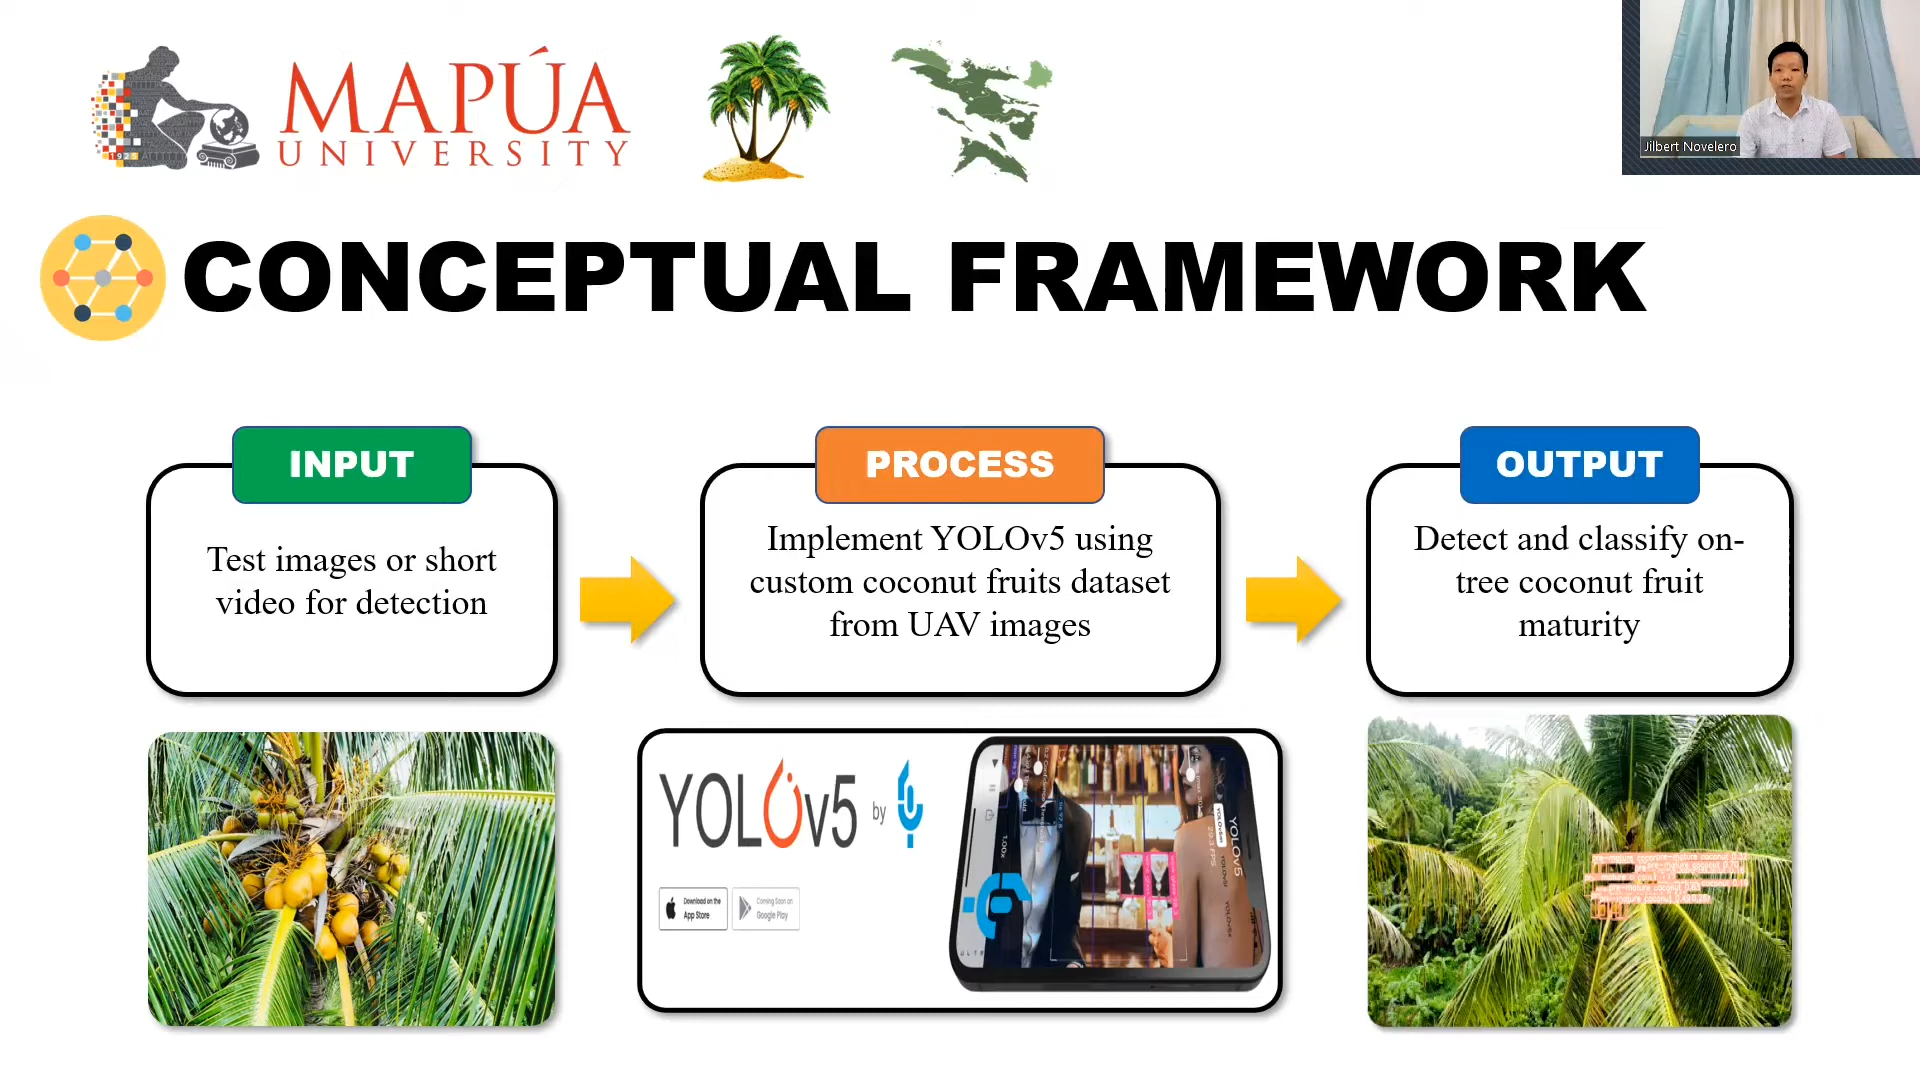 MAPÚA
UNIVERSITY
1925
Jilbert Novelero
CONCEPTUAL FRAMEWORK
INPUT
Test images or short
video for detection
PROCESS
Implement YOLOv5 using
custom coconut fruits dataset
from UAV images
OUTPUT
Detect and classify on-
tree coconut fruit
maturity
YOLOv5 by
Download on the
App Store
Coming Soon on
Google Play
YOLOv5